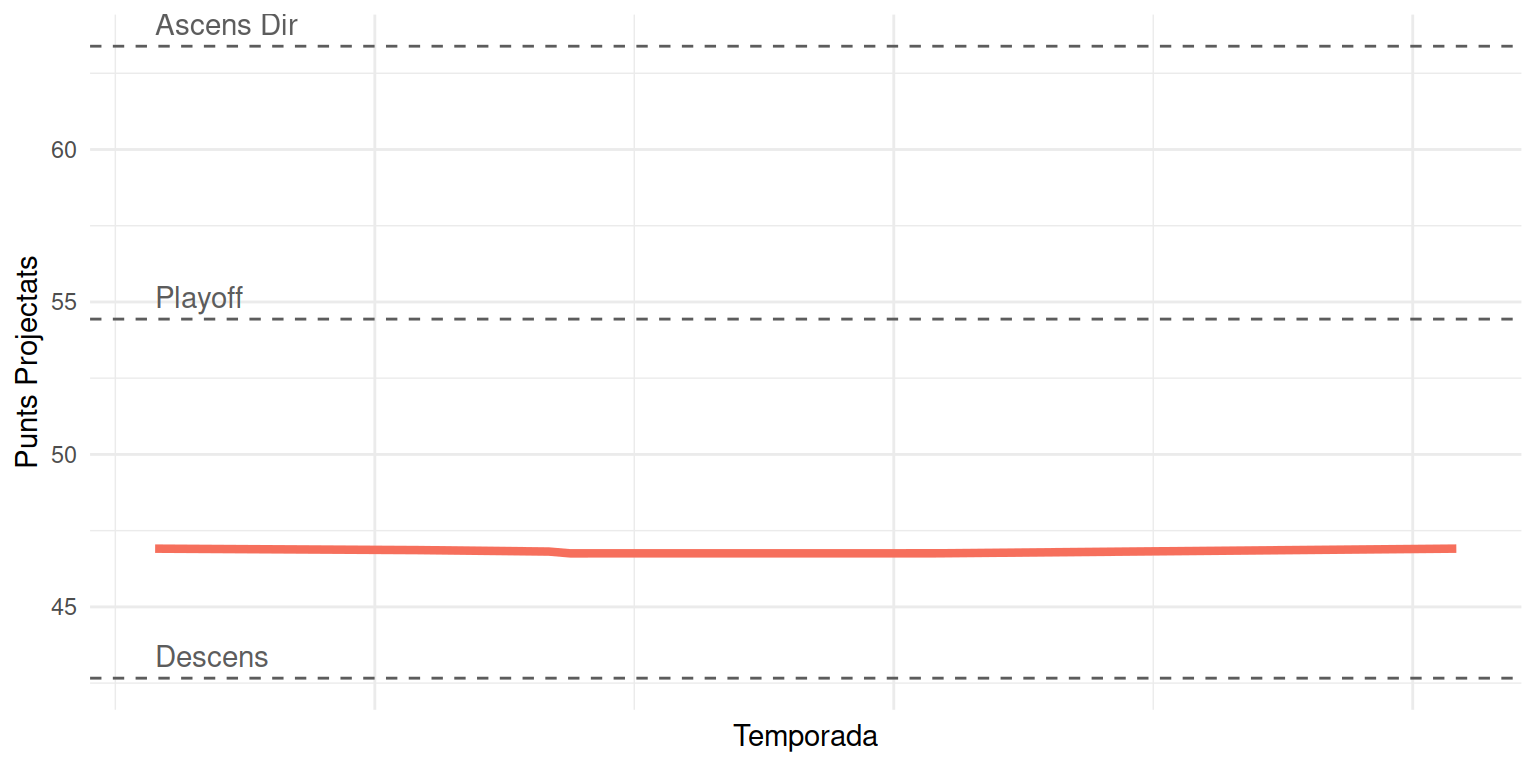 Ascens Dir
60
Playoff
55
Punts Projectats
50
45
Descens
Temporada